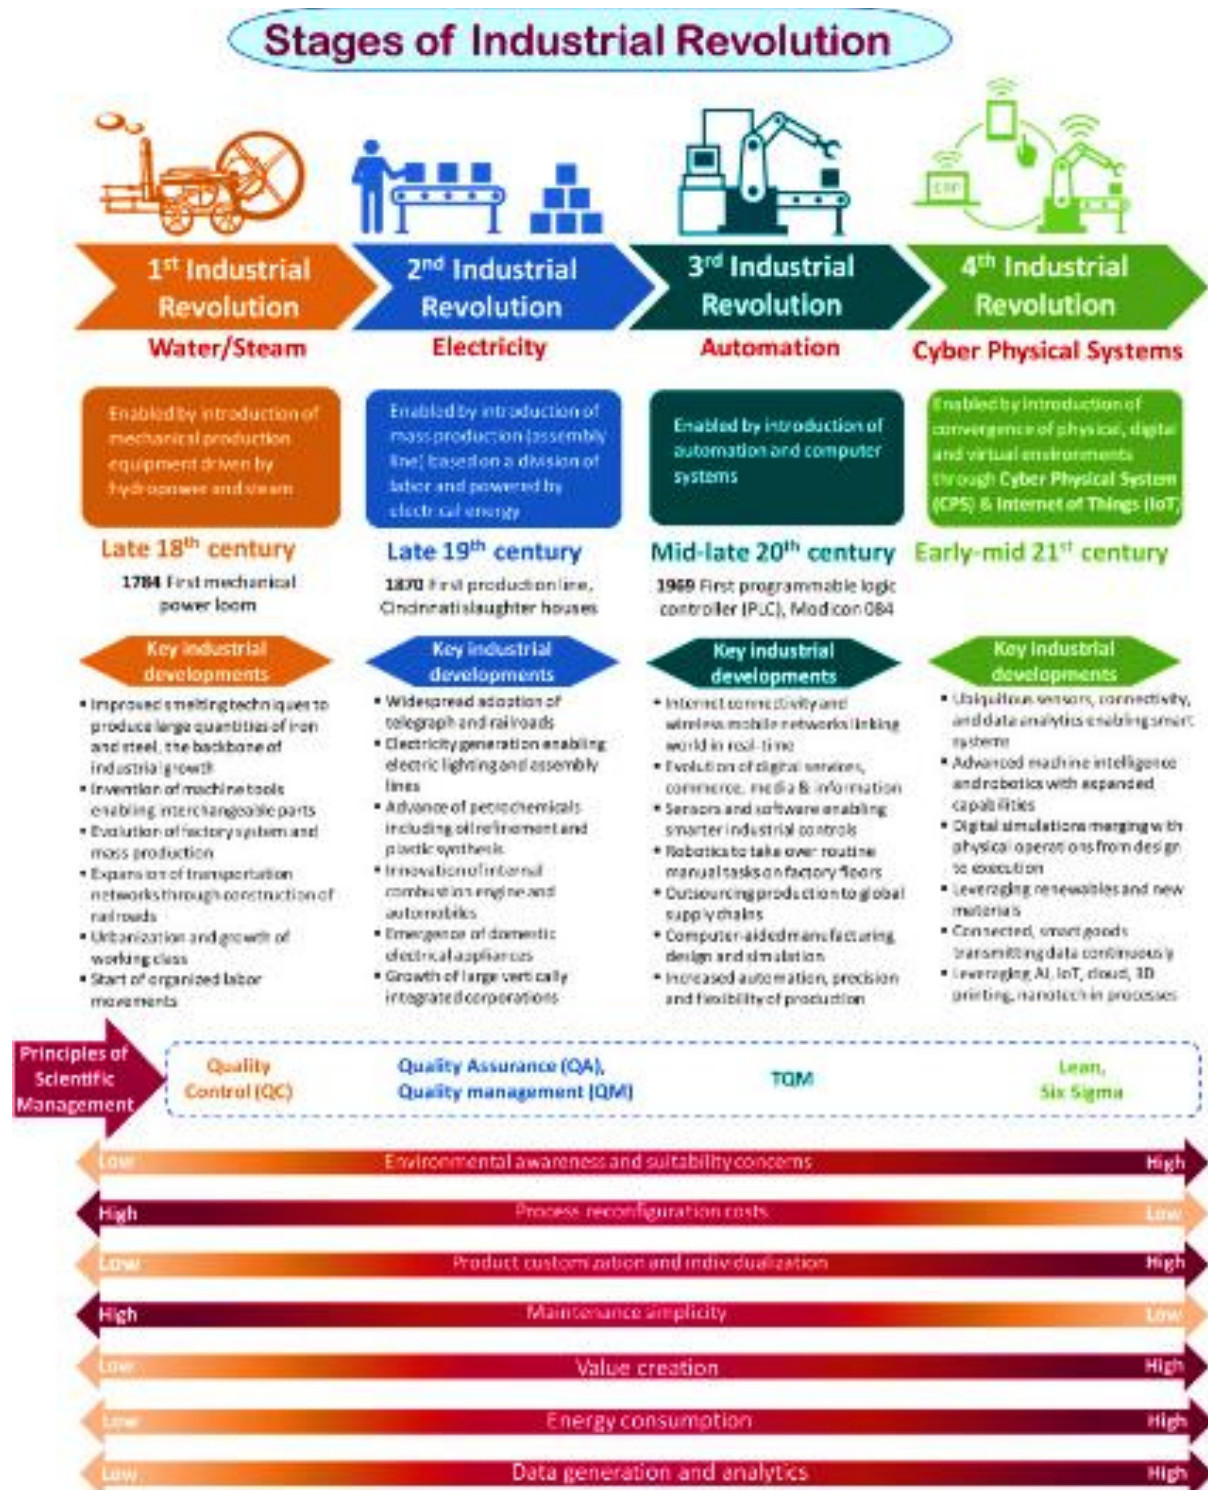 Stages of Industrial Revolution
ERP
1st Industrial
Revolution
2nd Industrial
Revolution
3rd Industrial
Revolution
4th Industrial
Revolution
Water/Steam
Electricity
Automation
Cyber Physical Systems
Enabled by introduction of
mechanical production
equipment driven by
hydropower and steam
Enabled by introduction of
mass production (assembly
line) based on a division of
labor and powered by
electrical energy
Enabled by introduction of
automation and computer
systems
Enabled by introduction of
convergence of physical, digital
and virtual environments
through Cyber Physical System
(CPS) & Internet of Things (IoT)
Late 18th century
1784 First mechanical
power loom
Late 19th century
1870 First production line,
Cincinnati slaughter houses
Mid-late 20th century
1969 First programmable logic
controller (PLC), Modicon 084
Early-mid 21st century
Key industrial
developments
▪ Improved smelting techniques to
produce large quantities of iron
and steel, the backbone of
industrial growth
▪ Invention of machine tools
enabling interchangeable parts
▪ Evolution of factory system and
mass production
▪ Expansion of transportation
networks through construction of
railroads
▪ Urbanization and growth of
working class
▪ Start of organized labor
movements
Key industrial
developments
▪ Widespread adoption of
telegraph and railroads
▪ Electricity generation enabling
electric lighting and assembly
lines
▪ Advance of petrochemicals
including oil refinement and
plastic synthesis
▪ Innovation of internal
combustion engine and
automobiles
▪ Emergence of domestic
electrical appliances
▪ Growth of large vertically
integrated corporations
Key industrial
developments
▪ Internet connectivity and
wireless mobile networks linking
world in real-time
▪ Evolution of digital services,
commerce, media & information
▪ Sensors and software enabling
smarter industrial controls
▪ Robotics to take over routine
manual tasks on factory floors
▪ Outsourcing production to global
supply chains
▪ Computer-aided manufacturing,
design and simulation
▪ Increased automation, precision
and flexibility of production
Key industrial
developments
▪ Ubiquitous sensors, connectivity,
and data analytics enabling smart
systems
▪ Advanced machine intelligence
and robotics with expanded
capabilities
▪ Digital simulations merging with
physical operations from design
to execution
▪ Leveraging renewables and new
materials
▪ Connected, smart goods
transmitting data continuously
▪ Leveraging AI, IoT, cloud, 3D
printing, nanotech in processes
Principles of
Scientific
Management
Quality
Control (QC)
Quality Assurance (QA),
Quality management (QM)
TQM
Lean,
Six Sigma
Low Environmental awareness and suitability concerns High
High Process reconfiguration costs Low
Low Product customization and individualization High
High Maintenance simplicity Low
Low Value creation High
Low Energy consumption High
Low Data generation and analytics High